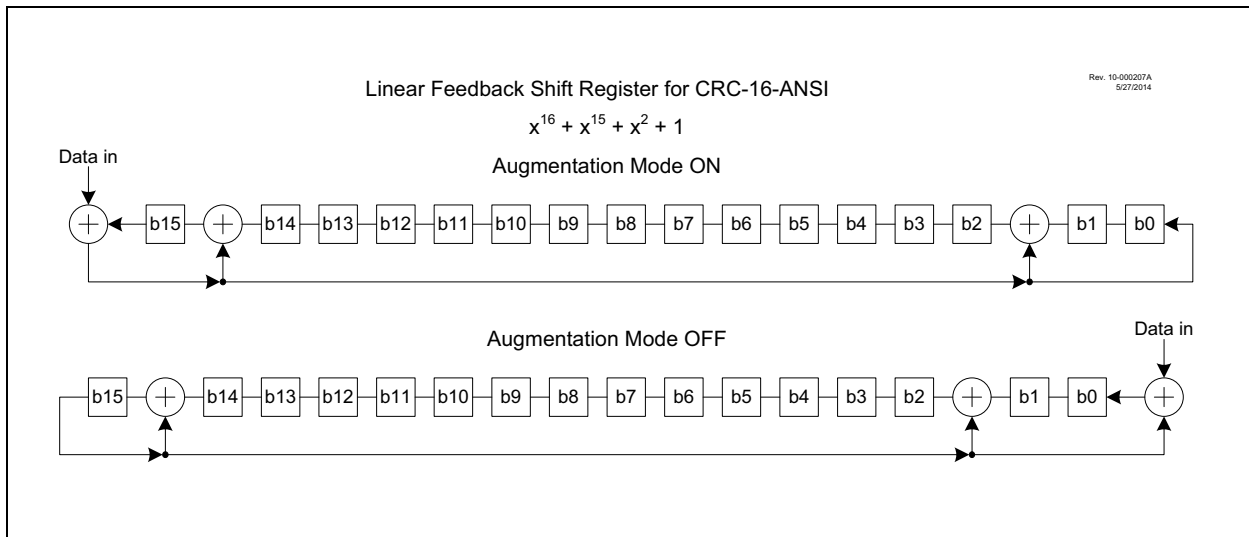 Rev. 10-000207A
5/27/2014
Linear Feedback Shift Register for CRC-16-ANSI
x¹⁶ + x¹⁵ + x² + 1
Augmentation Mode ON
Data in
+ b15 + b14 b13 b12 b11 b10 b9 b8 b7 b6 b5 b4 b3 b2 + b1 b0
Augmentation Mode OFF
Data in
b15 + b14 b13 b12 b11 b10 b9 b8 b7 b6 b5 b4 b3 b2 + b1 b0 +